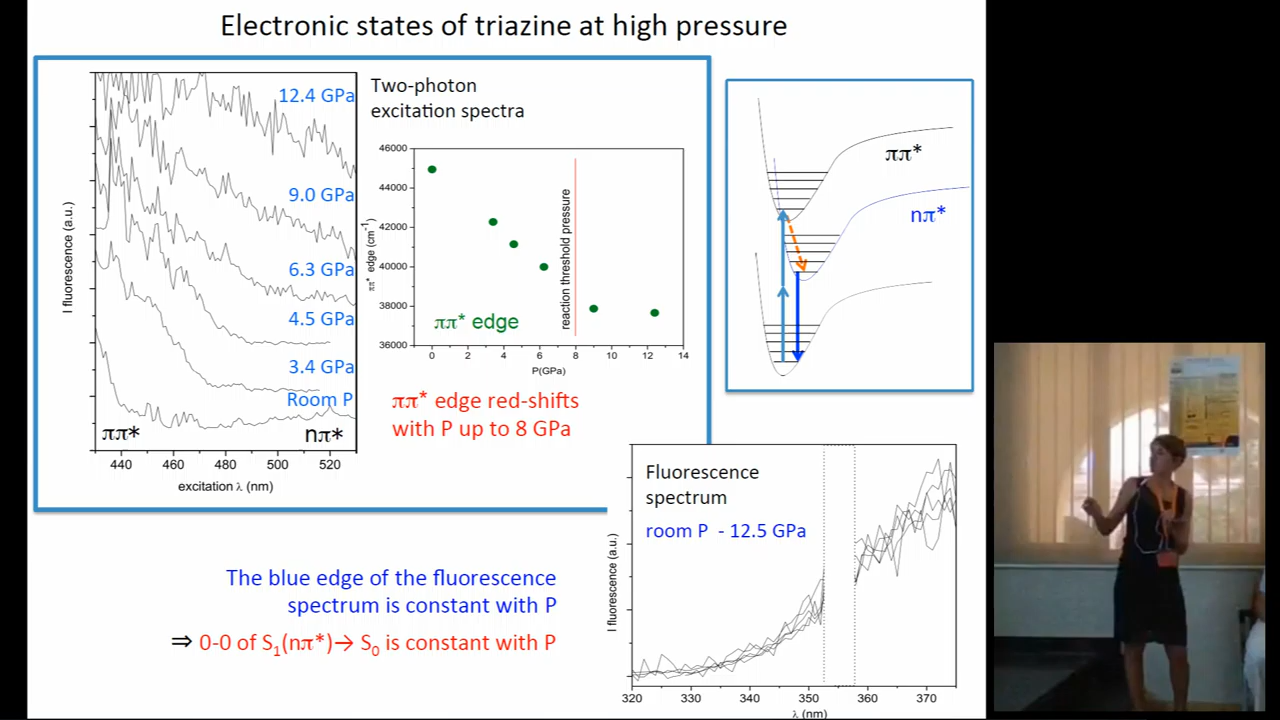 Electronic states of triazine at high pressure
Two-photon
excitation spectra
12.4 GPa
9.0 GPa
6.3 GPa
4.5 GPa
3.4 GPa
Room P
ππ*
nπ*
I fluorescence (a.u.)
440 460 480 500 520
excitation λ (nm)
46000
44000
42000
40000
38000
36000
ππ* edge (cm⁻¹)
reaction threshold pressure
ππ* edge
0 2 4 6 8 10 12 14
P(GPa)
ππ* edge red-shifts
with P up to 8 GPa
ππ*
nπ*
Fluorescence
spectrum
room P - 12.5 GPa
I fluorescence (a.u.)
320 330 340 350 360 370
λ (nm)
The blue edge of the fluorescence
spectrum is constant with P
⇒ 0-0 of S₁(nπ*)→ S₀ is constant with P